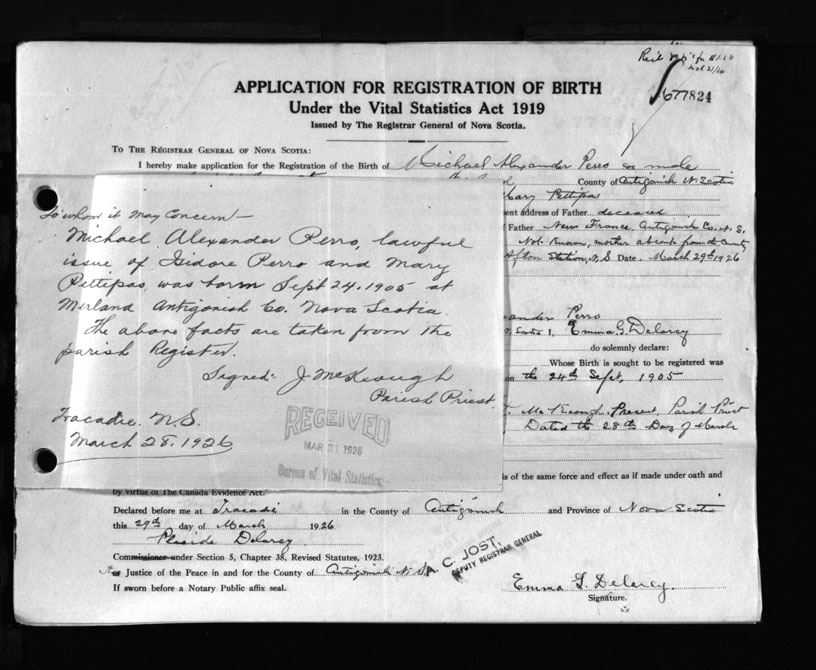 677824
APPLICATION FOR REGISTRATION OF BIRTH
Under the Vital Statistics Act 1919
Issued by The Registrar General of Nova Scotia.
TO THE REGISTRAR GENERAL OF NOVA SCOTIA:
I hereby make application for the Registration of the Birth of Michael Alexander Perro sex male
County of Antigonish N. Scotia
Mary Pettipas
ent address of Father deceased
Father New France Antigonish Co. N. S.
Not Known, mother absent from the County
Afton Station, N.S. Date. March 29th 1926
To whom it May Concern—
Michael Alexander Perro, lawful
issue of Isidore Perro and Mary
Pettipas, was born Sept 24, 1905 at
Merland Antigonish Co. Nova Scotia.
The above facts are taken from the
parish Register.
Signed: J McKeough
Parish Priest.
Tracadie. N.S.
March 28. 1926
RECEIVED
MAR 31 1926
Bureau of Vital Statistics
ander Perro
1, Emma G. Delorey
do solemnly declare:
Whose Birth is sought to be registered was
on the 24th Sept, 1905
McKeough Present Parish Priest
Dated the 28th Day of March
is of the same force and effect as if made under oath and
by virtue of The Canada Evidence Act.
Declared before me at Tracadie in the County of Antigonish and Province of Nova Scotia
this 29th day of March 1926
Placide Delorey
Commissioner under Section 5, Chapter 38, Revised Statutes, 1923.
Justice of the Peace in and for the County of Antigonish N. S.
If sworn before a Notary Public affix seal.
C. JOST,
DEPUTY REGISTRAR GENERAL
Emma G. Delorey.
Signature.